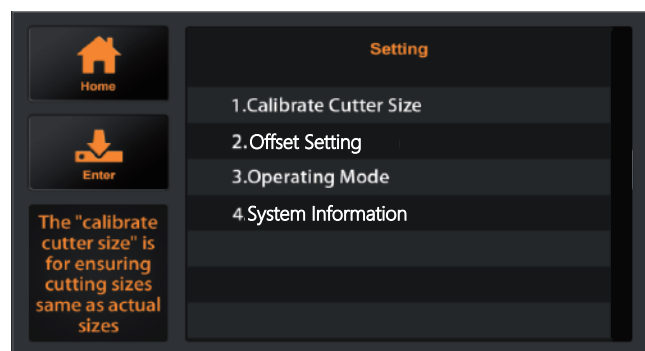 Home
Enter
The "calibrate
cutter size" is
for ensuring
cutting sizes
same as actual
sizes
Setting
1.Calibrate Cutter Size
2.Offset Setting
3.Operating Mode
4.System Information